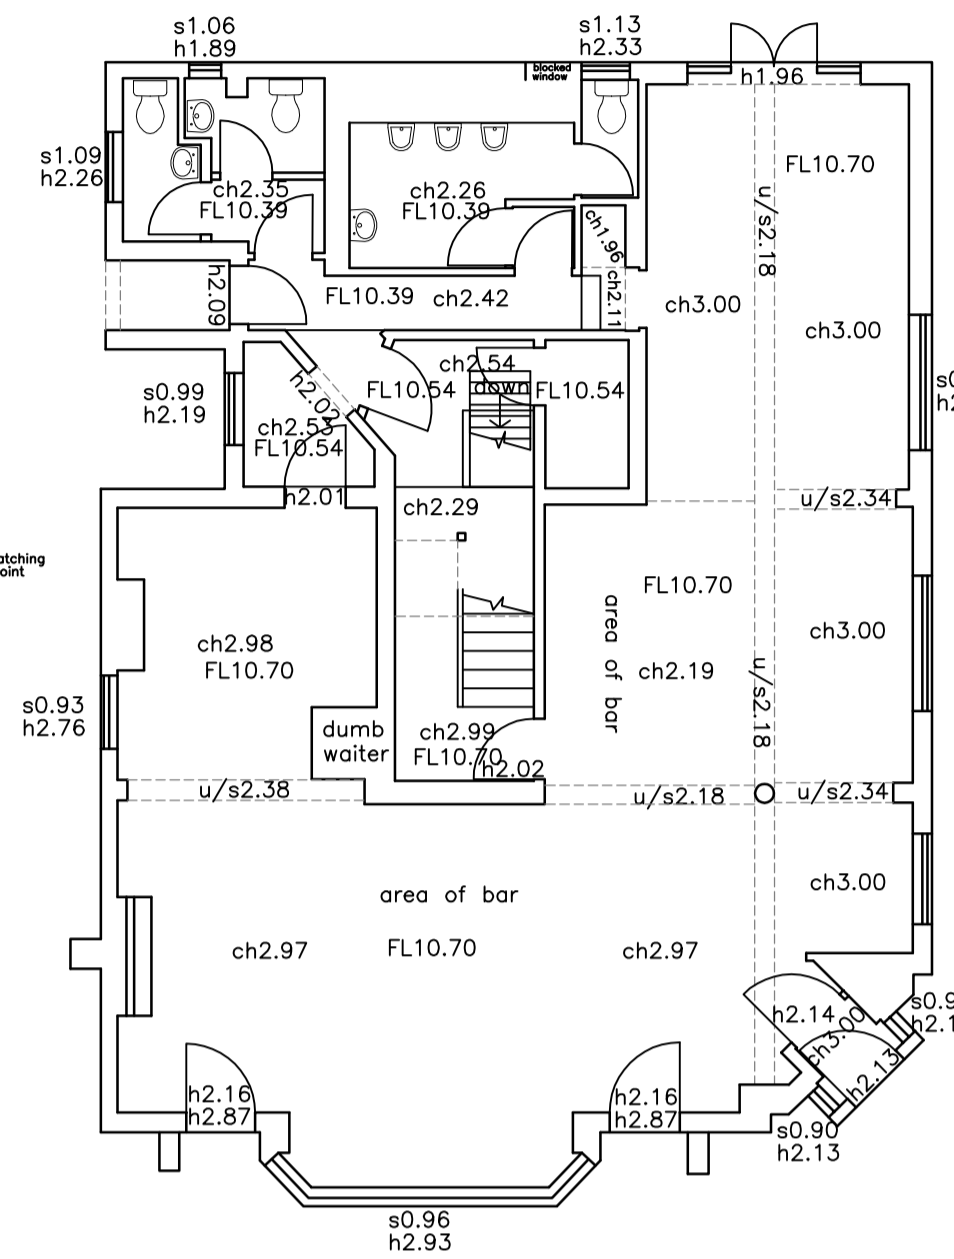 s1.06
h1.89
s1.13
h2.33
blocked
window
h1.96
s1.09
h2.26
ch2.35
FL10.39
ch2.26
FL10.39
FL10.70
u/s2.18
ch1.96
h2.09
FL10.39
ch2.42
ch2.11
ch3.00
ch3.00
s0.99
h2.19
h2.02
ch2.53
FL10.54
FL10.54
ch2.54
down
FL10.54
h2.01
ch2.29
u/s2.34
atching
oint
FL10.70
area of bar
ch3.00
ch2.98
FL10.70
ch2.19
u/s2.18
s0.93
h2.76
dumb
waiter
ch2.99
FL10.70
h2.02
u/s2.38
u/s2.18
u/s2.34
area of bar
ch3.00
ch2.97
FL10.70
ch2.97
h2.14
ch3.00
s0.9
h2.1
h2.13
h2.16
h2.87
h2.16
h2.87
s0.90
h2.13
s0.96
h2.93